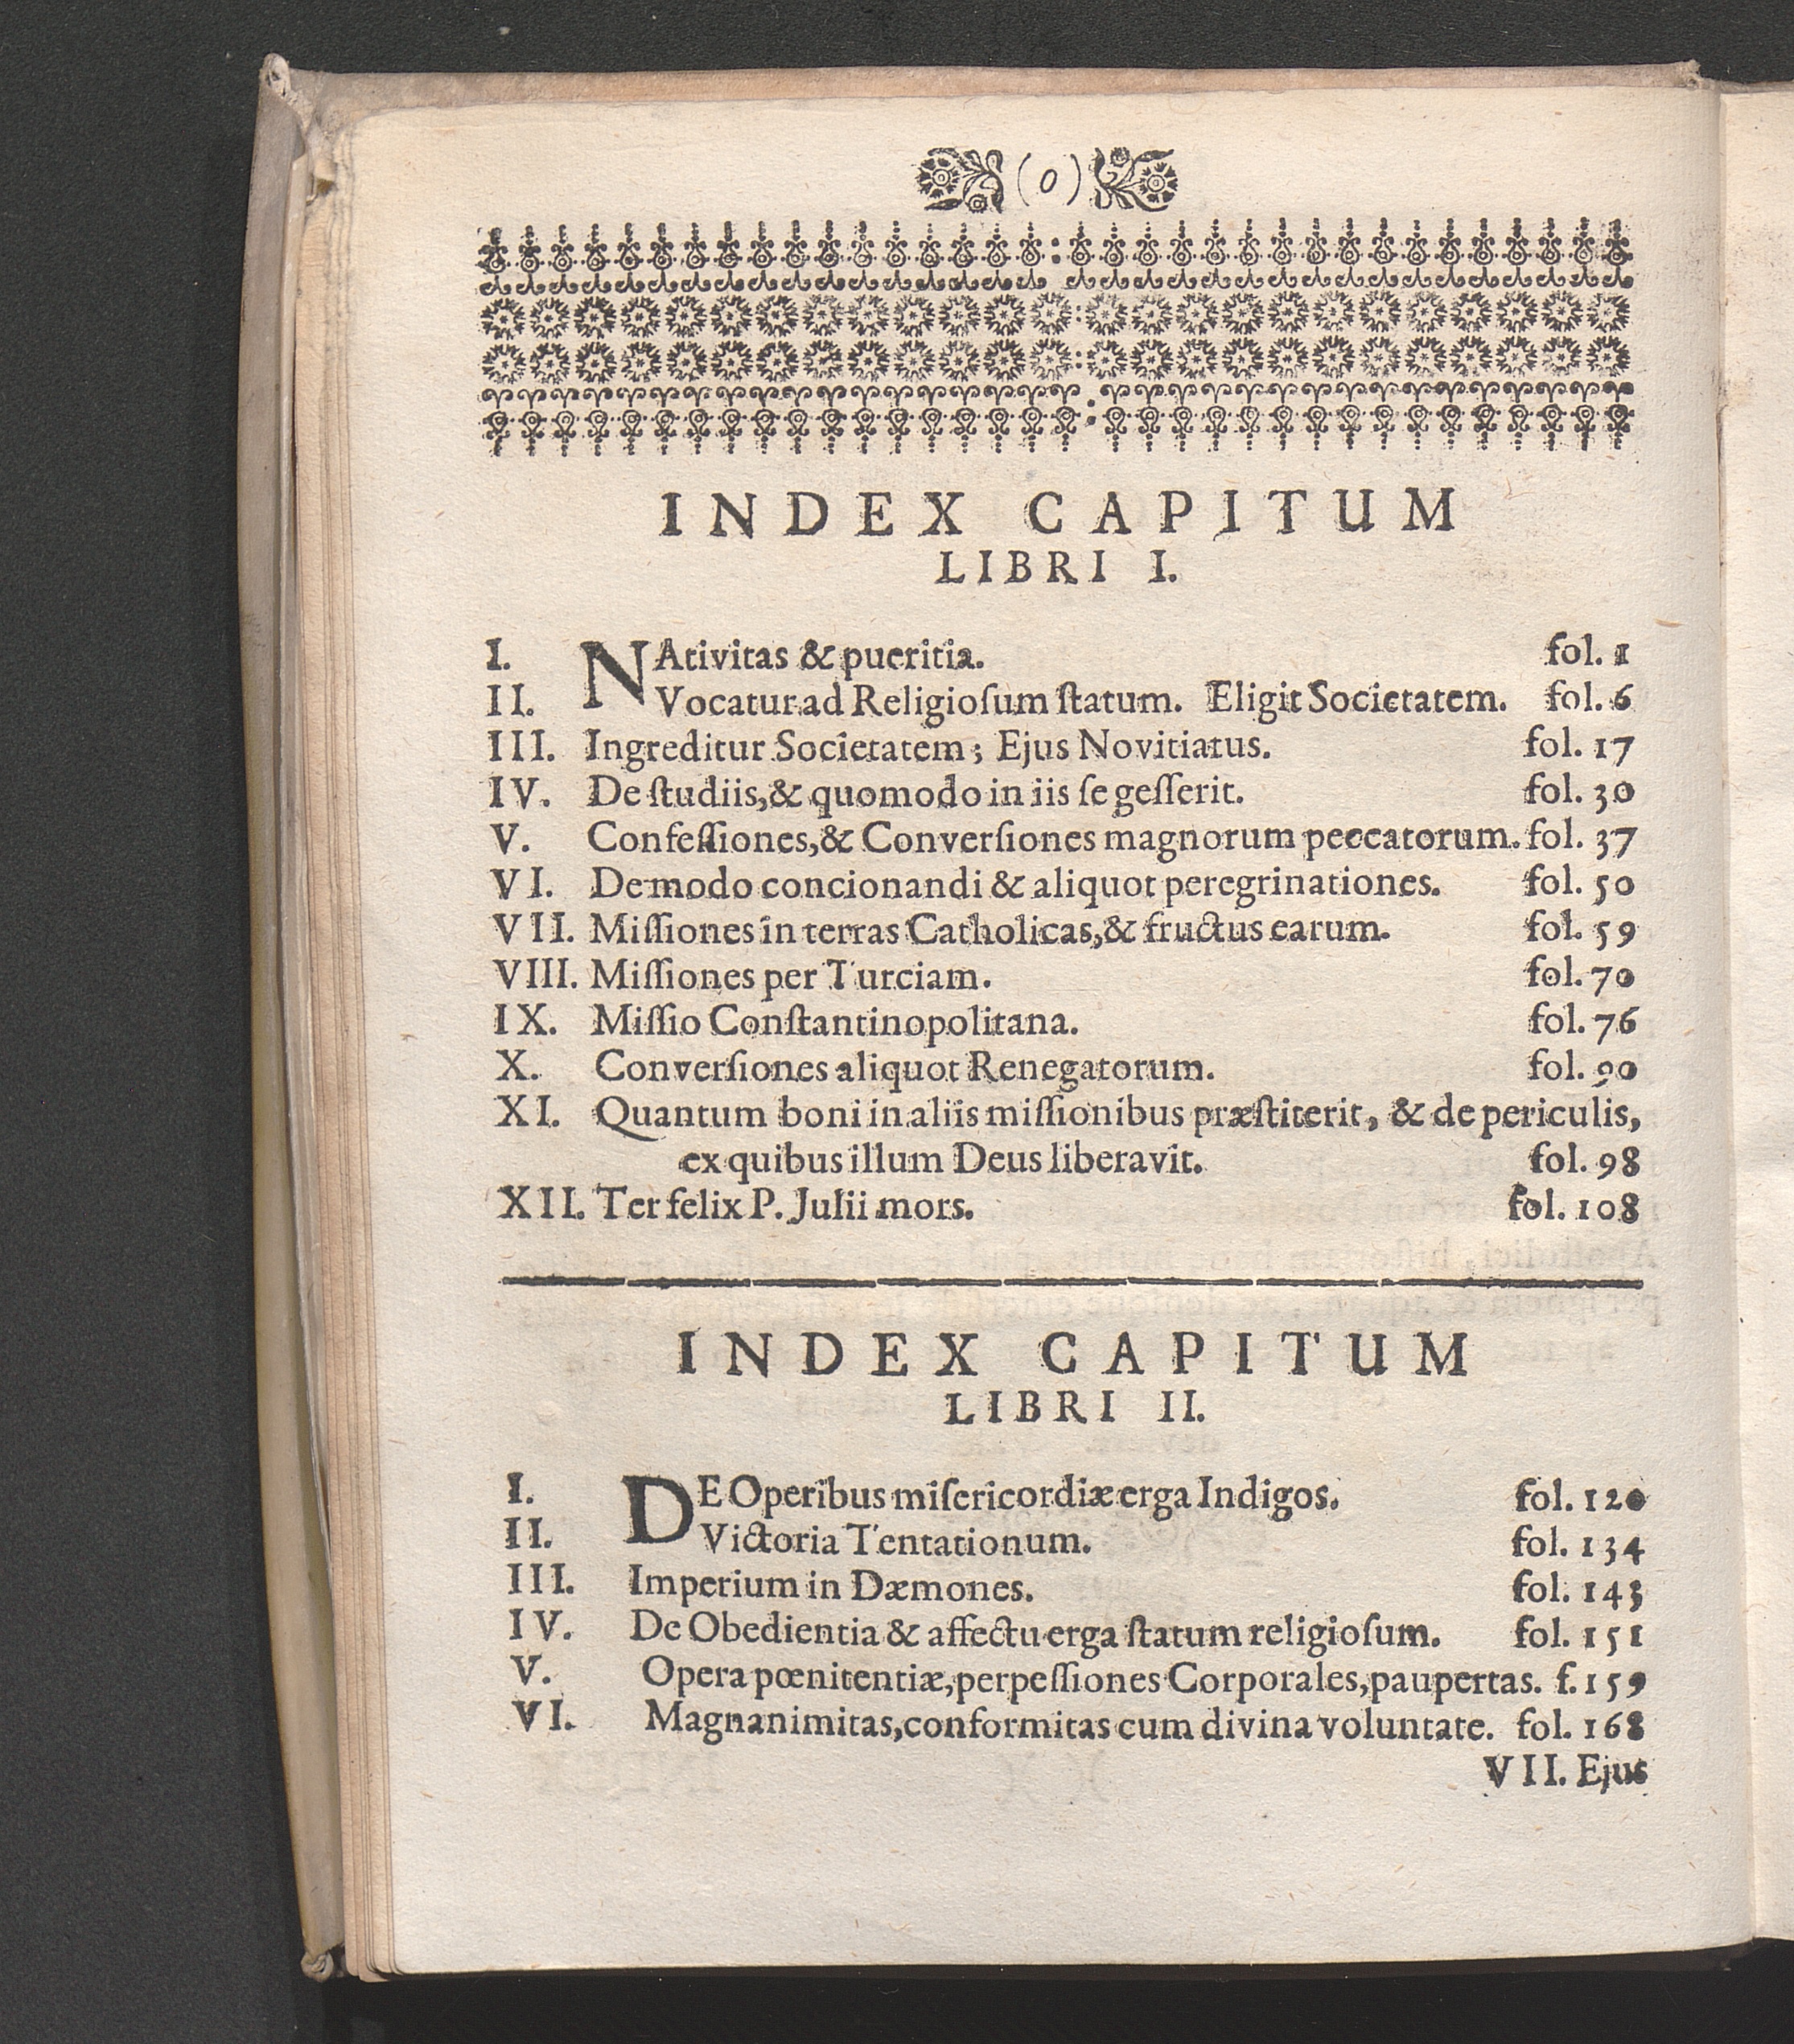 (0)
INDEX CAPITUM
LIBRI I.
I. NAtivitas & pueritia. fol. 1
II. Vocatur ad Religioſum ſtatum. Eligit Societatem. fol. 6
III. Ingreditur Societatem; Ejus Novitiatus. fol. 17
IV. De ſtudiis, & quomodo in iis ſe geſſerit. fol. 30
V. Confeſſiones, & Converſiones magnorum peccatorum. fol. 37
VI. De modo concionandi & aliquot peregrinationes. fol. 50
VII. Miſſiones in terras Catholicas, & fructus earum. fol. 59
VIII. Miſſiones per Turciam. fol. 70
IX. Miſſio Conſtantinopolitana. fol. 76
X. Converſiones aliquot Renegatorum. fol. 90
XI. Quantum boni in aliis miſſionibus præſtiterit, & de periculis,
ex quibus illum Deus liberavit. fol. 98
XII. Ter felix P. Julii mors. fol. 108
INDEX CAPITUM
LIBRI II.
I. DE Operibus miſericordiæ erga Indigos. fol. 120
II. Victoria Tentationum. fol. 134
III. Imperium in Dæmones. fol. 143
IV. De Obedientia & affectu erga ſtatum religioſum. fol. 151
V. Opera pœnitentiæ, perpeſſiones Corporales, paupertas. f. 159
VI. Magnanimitas, conformitas cum divina voluntate. fol. 168
VII. Ejus